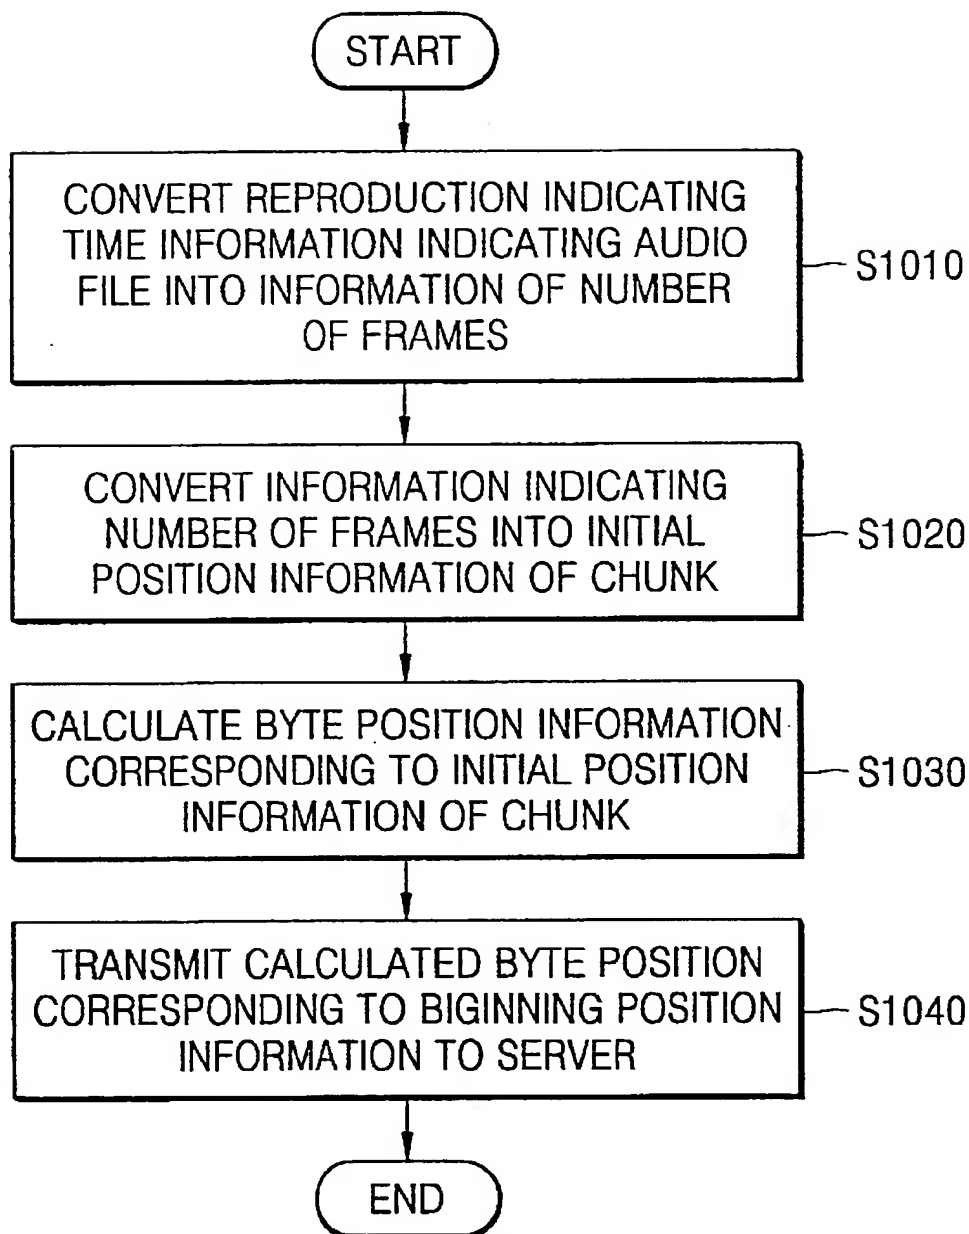 START
CONVERT REPRODUCTION INDICATING
TIME INFORMATION INDICATING AUDIO
FILE INTO INFORMATION OF NUMBER
OF FRAMES
S1010
CONVERT INFORMATION INDICATING
NUMBER OF FRAMES INTO INITIAL
POSITION INFORMATION OF CHUNK
S1020
CALCULATE BYTE POSITION INFORMATION
CORRESPONDING TO INITIAL POSITION
INFORMATION OF CHUNK
S1030
TRANSMIT CALCULATED BYTE POSITION
CORRESPONDING TO BIGINNING POSITION
INFORMATION TO SERVER
S1040
END